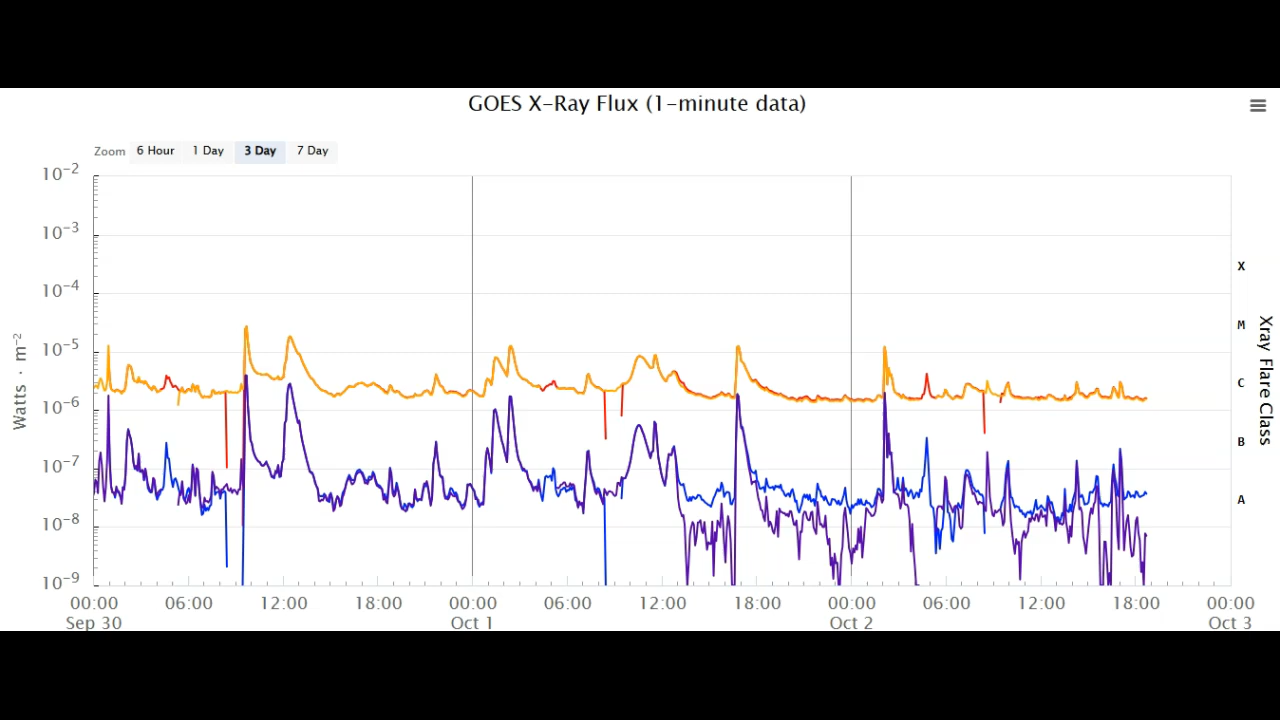 GOES X-Ray Flux (1-minute data)
Zoom 6 Hour 1 Day 3 Day 7 Day
10⁻²
10⁻³
10⁻⁴
10⁻⁵
10⁻⁶
10⁻⁷
10⁻⁸
10⁻⁹
Watts · m⁻²
X
M
C
B
A
Xray Flare Class
00:00 06:00 12:00 18:00 00:00 06:00 12:00 18:00 00:00 06:00 12:00 18:00 00:00
Sep 30 Oct 1 Oct 2 Oct 3